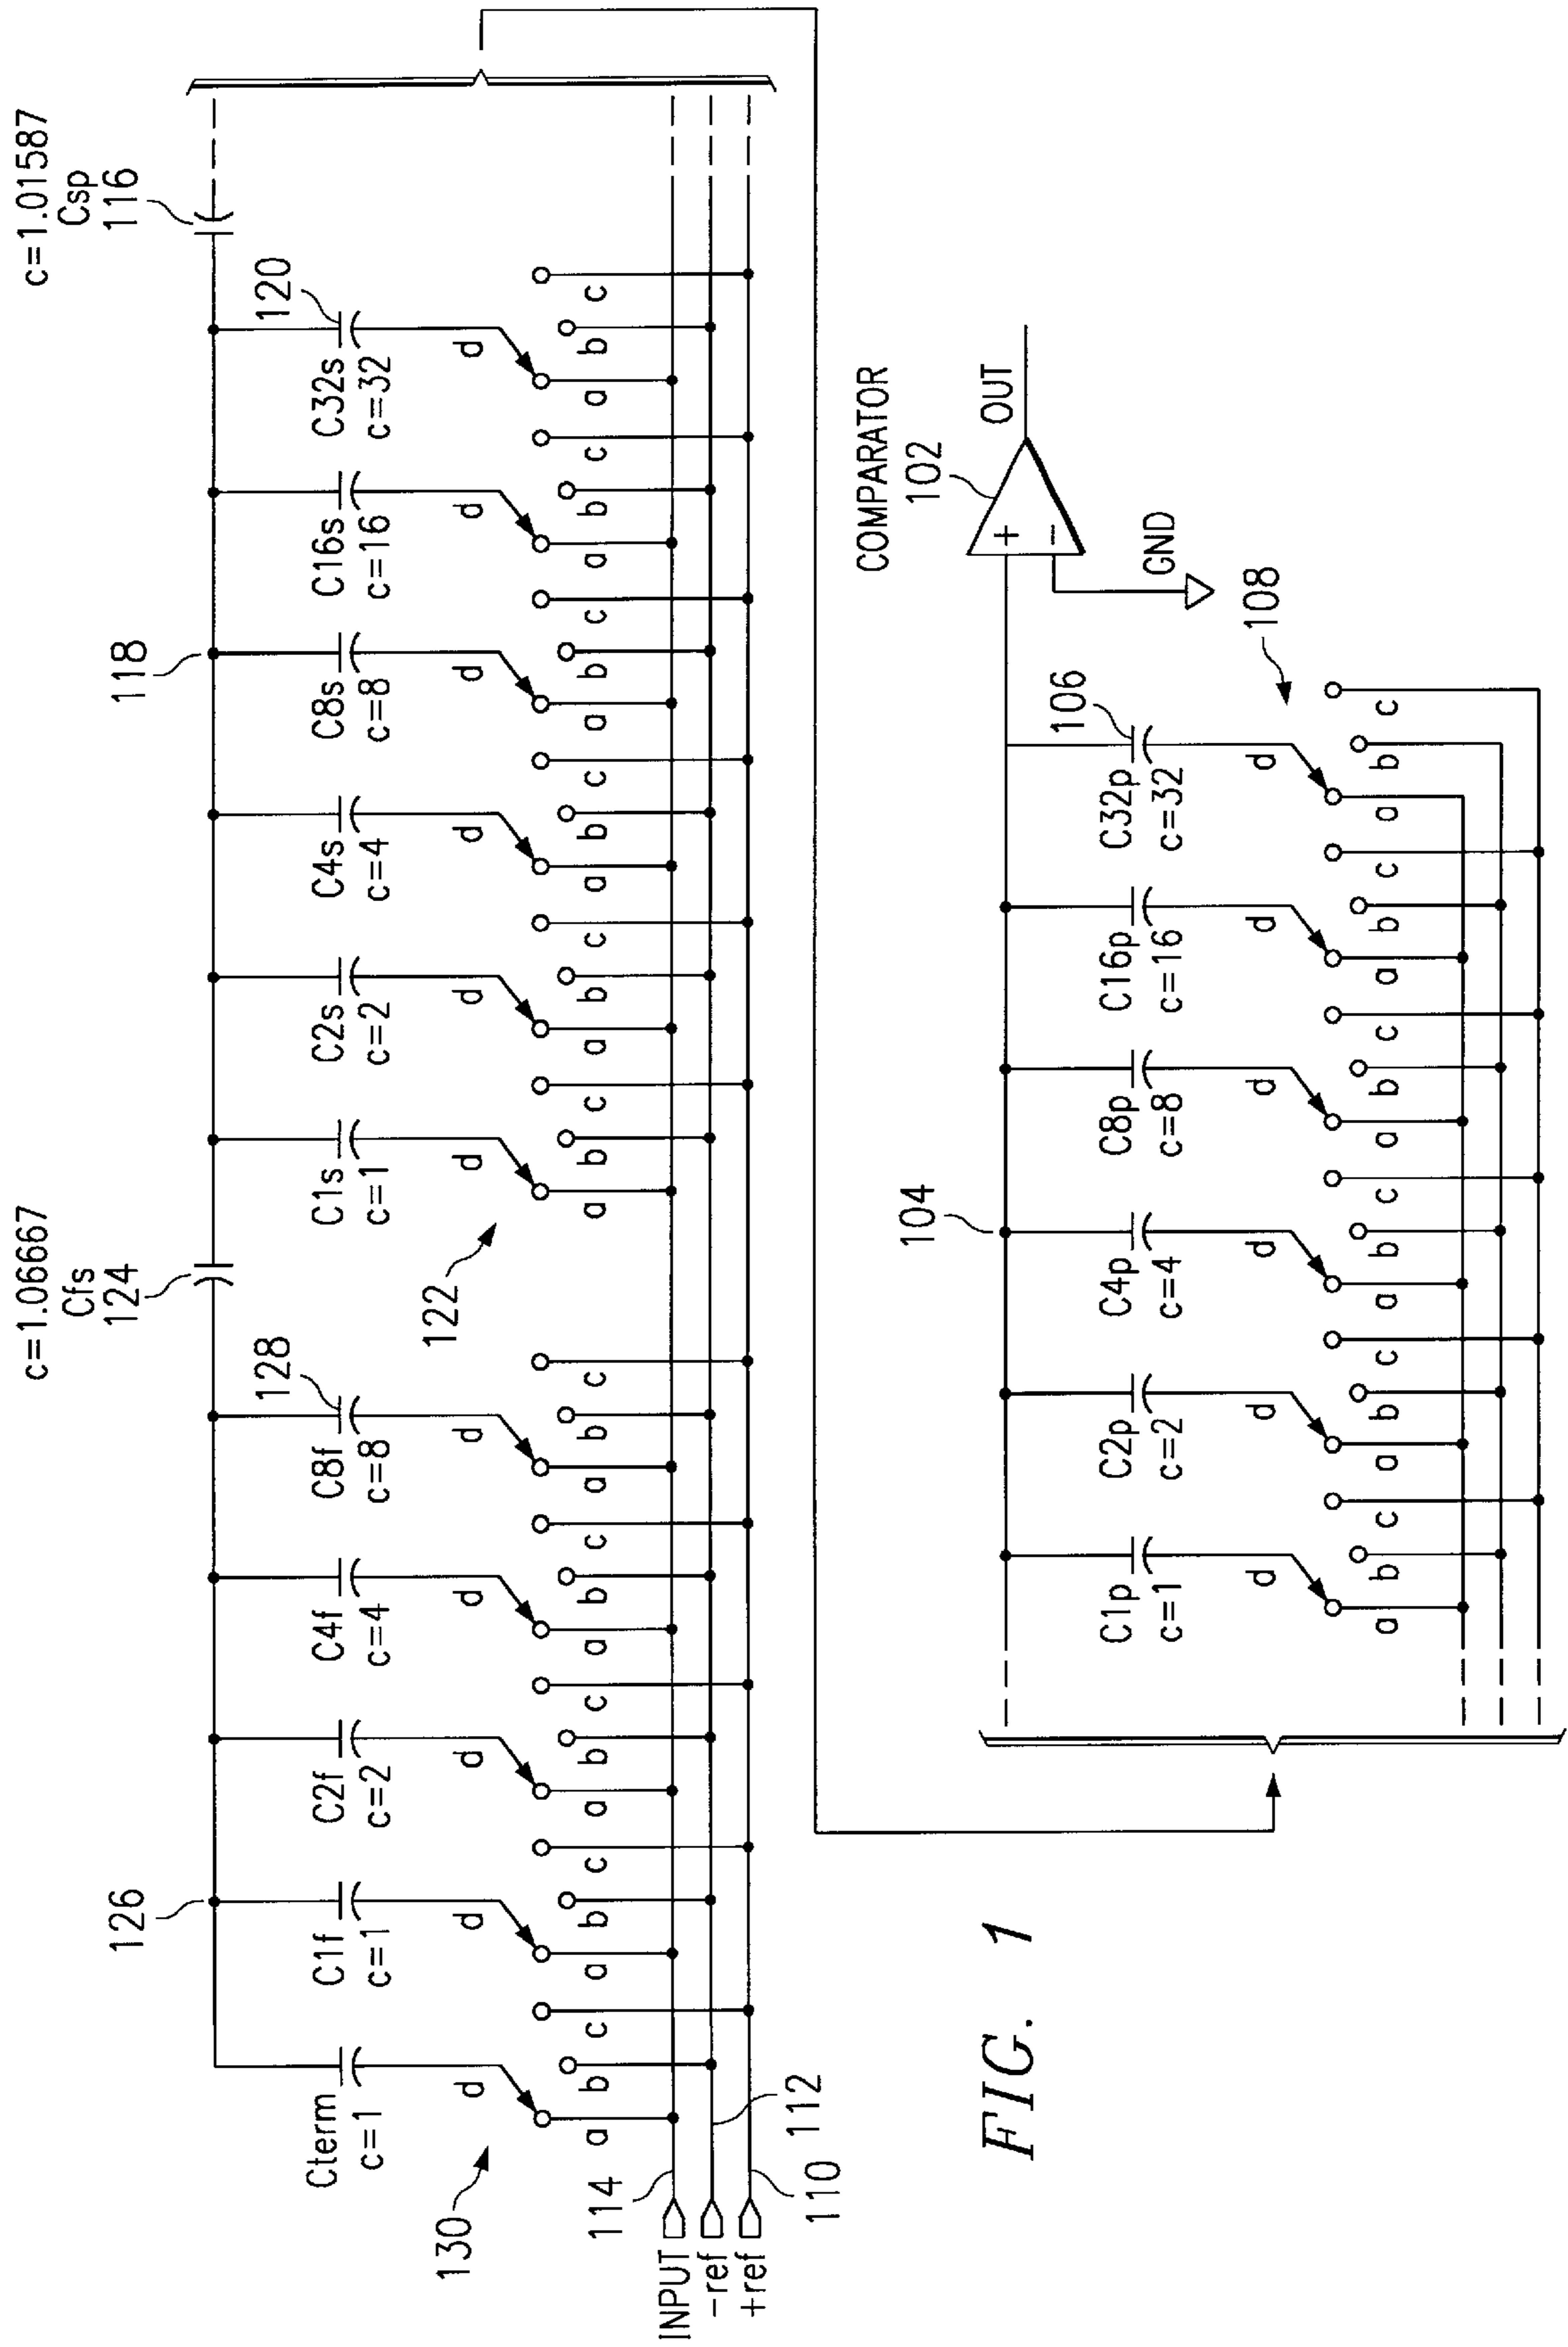 c=1.06667
Cfs
124
c=1.01587
Csp
116
126
118
Cterm
c=1
C1f
c=1
C2f
c=2
C4f
c=4
C8f
c=8
128
C1s
c=1
C2s
c=2
C4s
c=4
C8s
c=8
C16s
c=16
C32s
c=32
120
d d d d d d d d d d d
130
122
a b c a b c a b c a b c a b c a b c a b c a b c a b c a b c a b c
114
INPUT
-ref
+ref
112
110
COMPARATOR
102
OUT
+
-
GND
104
C1p
c=1
C2p
c=2
C4p
c=4
C8p
c=8
C16p
c=16
C32p
c=32
106
108
d d d d d d
a b c a b c a b c a b c a b c a b c
FIG. 1